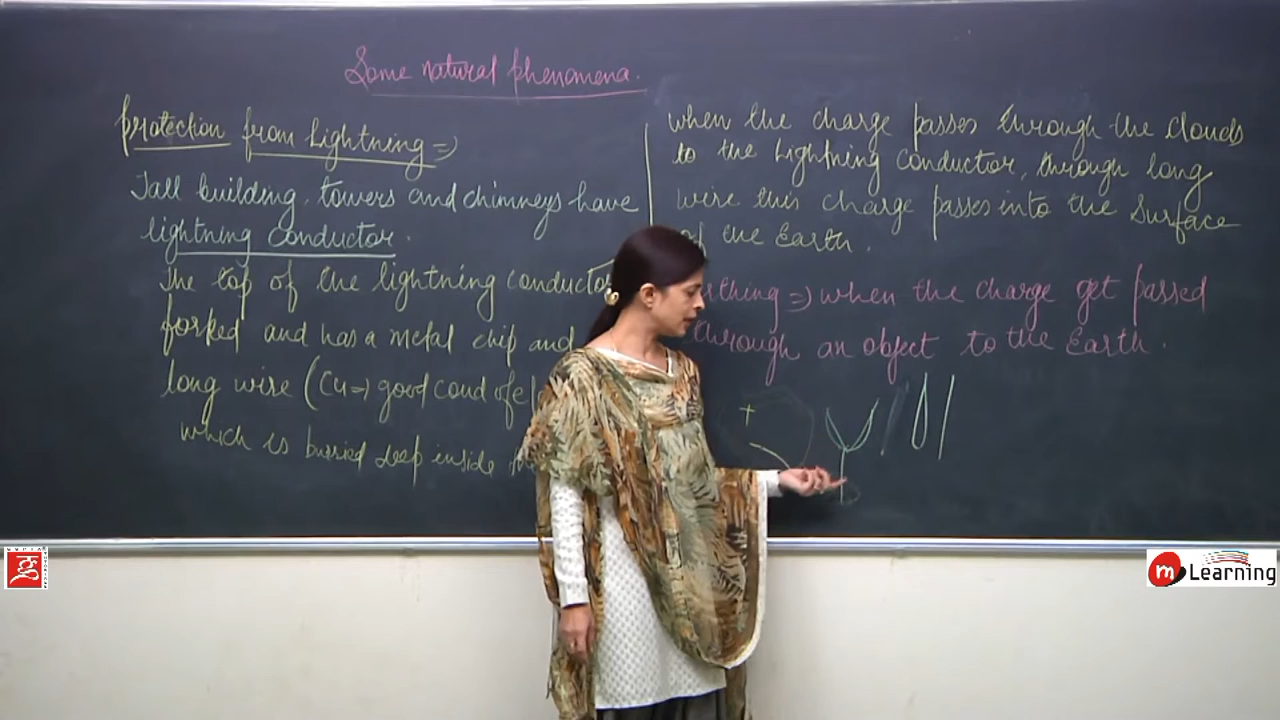 Some natural phenomena.
Protection from Lightning =>
Tall building, towers and chimneys have
lightning conductor.
The top of the lightning conductor
forked and has a metal chip and
long wire (Cu => good cond of el
which is burried deep inside
when the charge passes through the clouds
to the Lightning conductor, through long
wire this charge passes into the surface
of the Earth.
rthing => when the charge get passed
through an object to the Earth.
+
m Learning